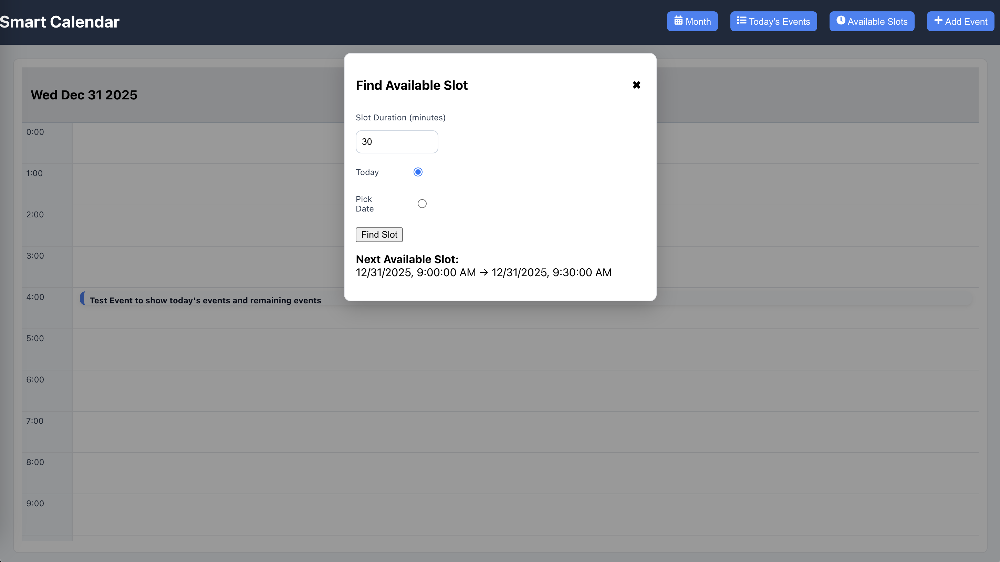 Smart Calendar
Month
Today's Events
Available Slots
Add Event
Wed Dec 31 2025
Find Available Slot
✖
Slot Duration (minutes)
30
Today
Pick
Date
Find Slot
Next Available Slot:
12/31/2025, 9:00:00 AM → 12/31/2025, 9:30:00 AM
0:00
1:00
2:00
3:00
4:00
Test Event to show today's events and remaining events
5:00
6:00
7:00
8:00
9:00